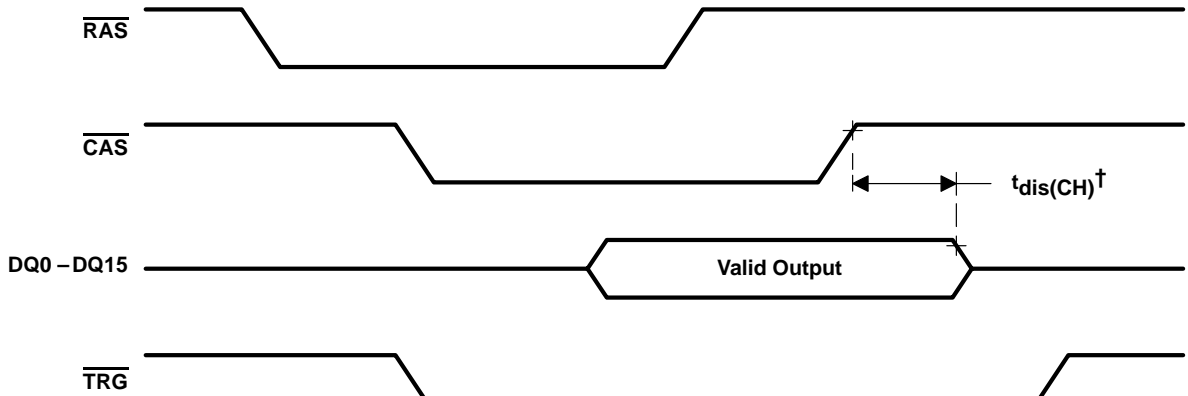 RAS
CAS
tdis(CH)†
DQ0 – DQ15
Valid Output
TRG